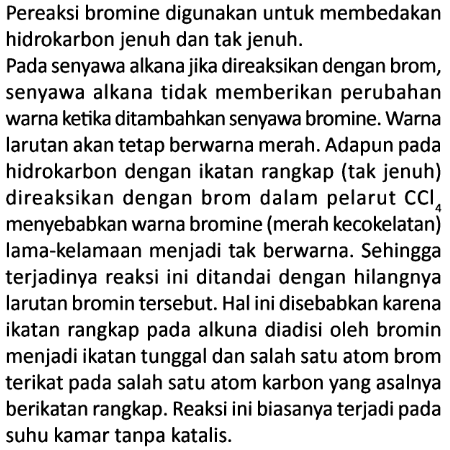 Pereaksi bromine digunakan untuk membedakan
hidrokarbon jenuh dan tak jenuh.
Pada senyawa alkana jika direaksikan dengan brom,
senyawa alkana tidak memberikan perubahan
warna ketika ditambahkan senyawa bromine. Warna
larutan akan tetap berwarna merah. Adapun pada
hidrokarbon dengan ikatan rangkap (tak jenuh)
direaksikan dengan brom dalam pelarut CCl₄
menyebabkan warna bromine (merah kecokelatan)
lama-kelamaan menjadi tak berwarna. Sehingga
terjadinya reaksi ini ditandai dengan hilangnya
larutan bromin tersebut. Hal ini disebabkan karena
ikatan rangkap pada alkuna diadisi oleh bromin
menjadi ikatan tunggal dan salah satu atom brom
terikat pada salah satu atom karbon yang asalnya
berikatan rangkap. Reaksi ini biasanya terjadi pada
suhu kamar tanpa katalis.